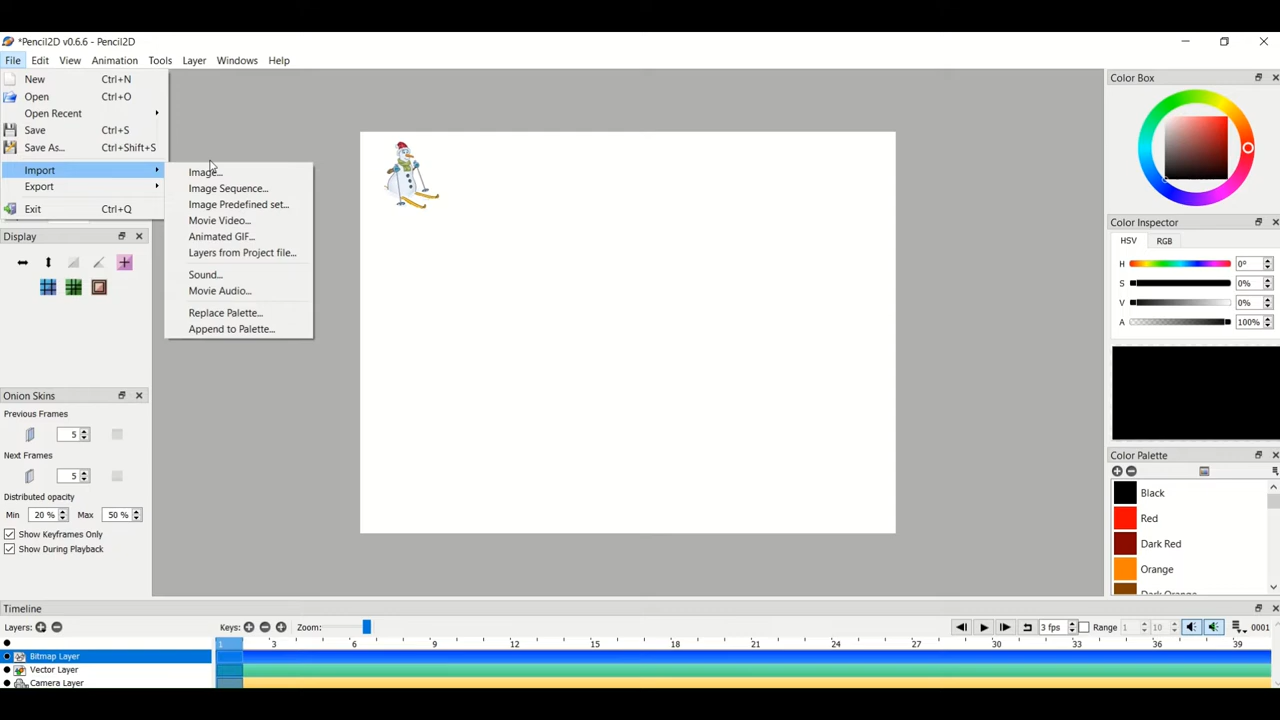 *Pencil2D v0.6.6 - Pencil2D
File Edit View Animation Tools Layer Windows Help
New Ctrl+N
Open Ctrl+O
Open Recent
Save Ctrl+S
Save As... Ctrl+Shift+S
Import
Export
Exit Ctrl+Q
Image...
Image Sequence...
Image Predefined set...
Movie Video...
Animated GIF...
Layers from Project file...
Sound...
Movie Audio...
Replace Palette...
Append to Palette...
Display
Onion Skins
Previous Frames
5
Next Frames
5
Distributed opacity
Min 20 % Max 50 %
Show Keyframes Only
Show During Playback
Color Box
Color Inspector
HSV RGB
H 0°
S 0%
V 0%
A 100%
Color Palette
Black
Red
Dark Red
Orange
Dark Orange
Timeline
Layers: Keys: Zoom: 3 fps Range 1 10 0001
1 3 6 9 12 15 18 21 24 27 30 33 36 39
Bitmap Layer
Vector Layer
Camera Layer